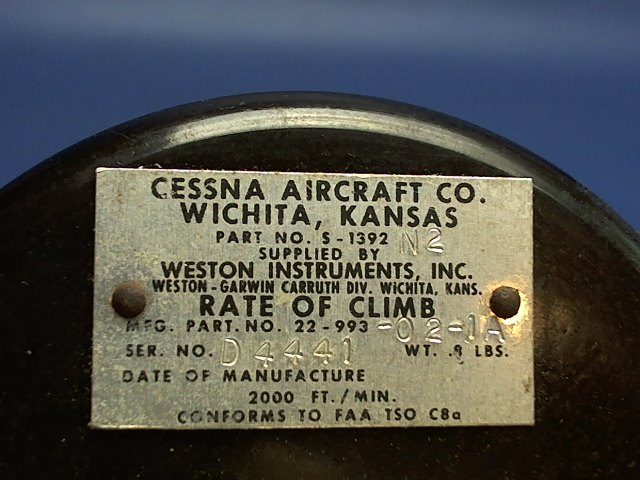 CESSNA AIRCRAFT CO.
WICHITA, KANSAS
PART NO. S-1392 N2
SUPPLIED BY
WESTON INSTRUMENTS, INC.
WESTON-GARWIN CARRUTH DIV. WICHITA, KANS.
RATE OF CLIMB
MFG. PART. NO. 22-993 -02-1A
SER. NO. D4441 WT. .8 LBS.
DATE OF MANUFACTURE
2000 FT./MIN.
CONFORMS TO FAA TSO C8a